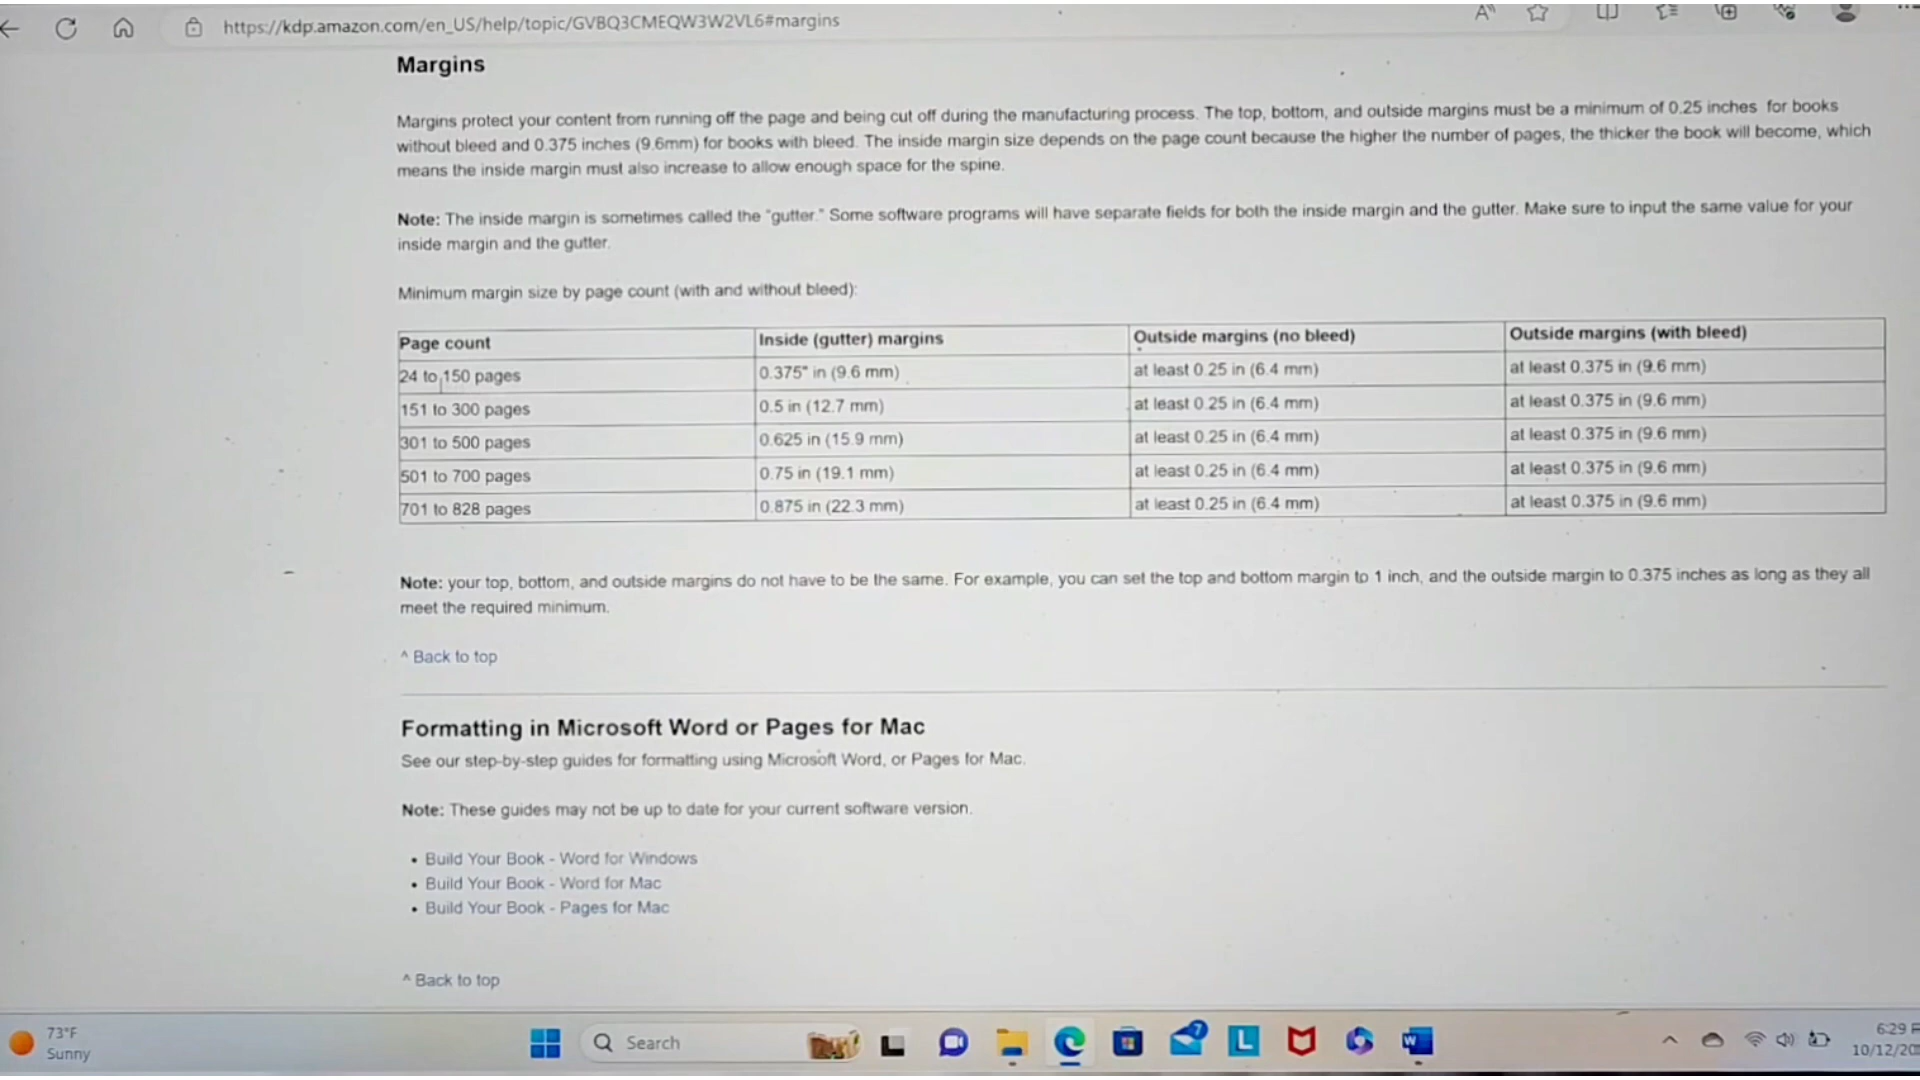 https://kdp.amazon.com/en_US/help/topic/GVBQ3CMEQW3W2VL6#margins
Margins
Margins protect your content from running off the page and being cut off during the manufacturing process. The top, bottom, and outside margins must be a minimum of 0.25 inches for books
without bleed and 0.375 inches (9.6mm) for books with bleed. The inside margin size depends on the page count because the higher the number of pages, the thicker the book will become, which
means the inside margin must also increase to allow enough space for the spine.
Note: The inside margin is sometimes called the "gutter." Some software programs will have separate fields for both the inside margin and the gutter. Make sure to input the same value for your
inside margin and the gutter.
Minimum margin size by page count (with and without bleed):
Page count Inside (gutter) margins Outside margins (no bleed) Outside margins (with bleed)
24 to 150 pages 0.375" in (9.6 mm) at least 0.25 in (6.4 mm) at least 0.375 in (9.6 mm)
151 to 300 pages 0.5 in (12.7 mm) at least 0.25 in (6.4 mm) at least 0.375 in (9.6 mm)
301 to 500 pages 0.625 in (15.9 mm) at least 0.25 in (6.4 mm) at least 0.375 in (9.6 mm)
501 to 700 pages 0.75 in (19.1 mm) at least 0.25 in (6.4 mm) at least 0.375 in (9.6 mm)
701 to 828 pages 0.875 in (22.3 mm) at least 0.25 in (6.4 mm) at least 0.375 in (9.6 mm)
Note: your top, bottom, and outside margins do not have to be the same. For example, you can set the top and bottom margin to 1 inch, and the outside margin to 0.375 inches as long as they all
meet the required minimum.
^ Back to top
Formatting in Microsoft Word or Pages for Mac
See our step-by-step guides for formatting using Microsoft Word, or Pages for Mac.
Note: These guides may not be up to date for your current software version.
• Build Your Book - Word for Windows
• Build Your Book - Word for Mac
• Build Your Book - Pages for Mac
^ Back to top
73°F
Sunny
Search
7
L
W
6:29
10/12/20